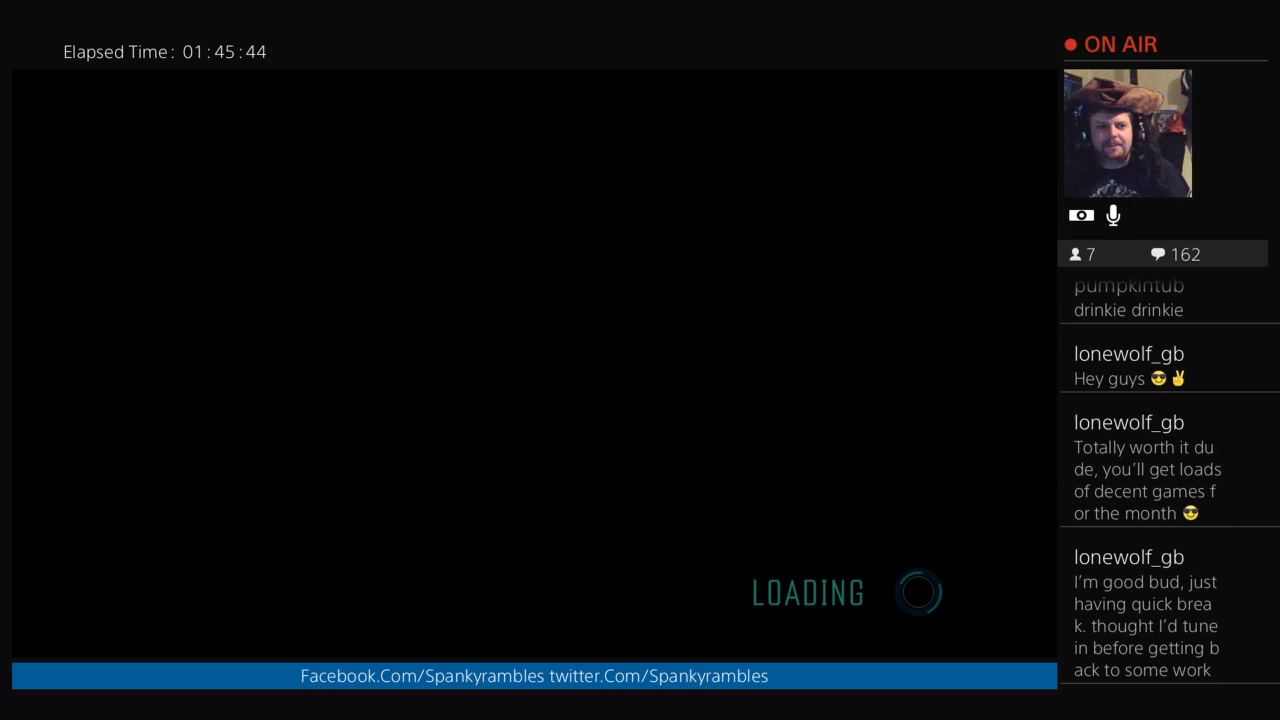 Elapsed Time: 01:45:44
ON AIR
7 162
pumpkintub
drinkie drinkie
lonewolf_gb
Hey guys 😎✌
lonewolf_gb
Totally worth it du
de, you'll get loads
of decent games f
or the month 😎
lonewolf_gb
I'm good bud, just
having quick brea
k. thought I'd tune
in before getting b
ack to some work
LOADING
Facebook.Com/Spankyrambles twitter.Com/Spankyrambles